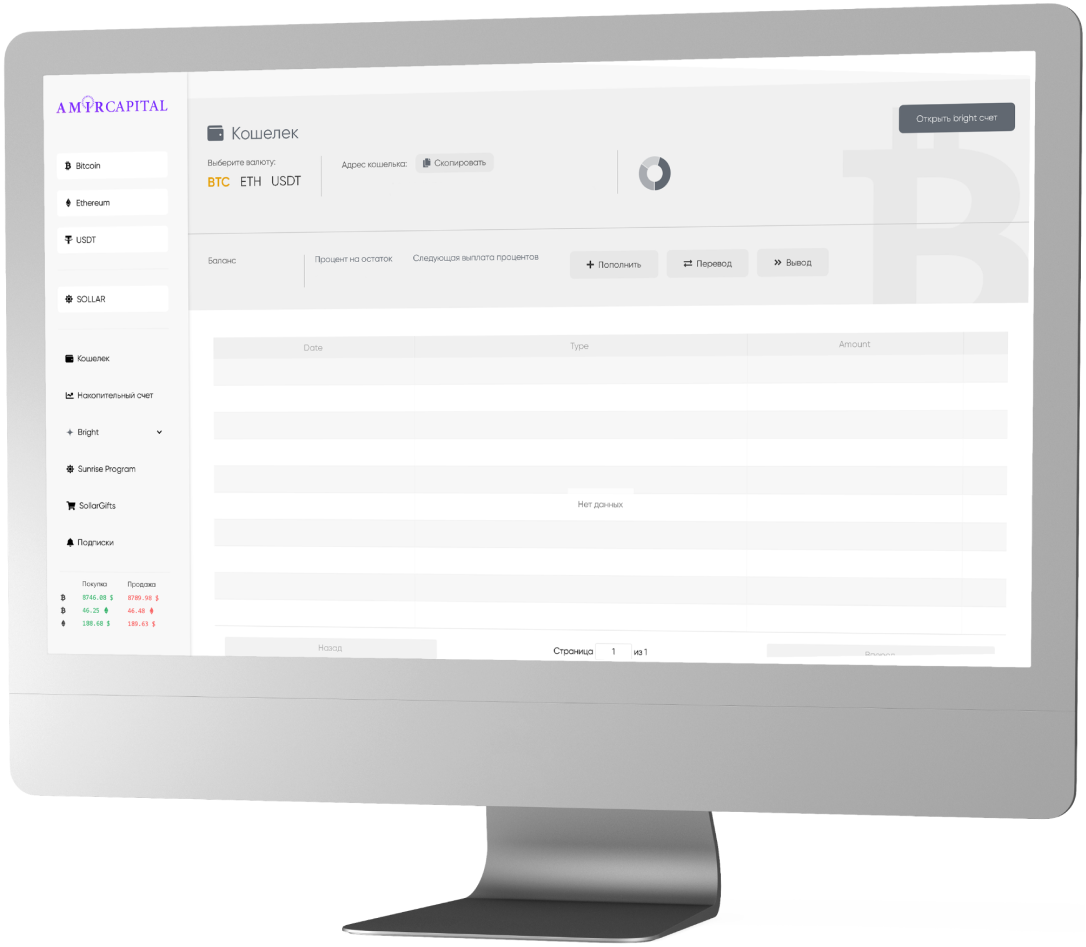 AMIRCAPITAL
Bitcoin
Ethereum
USDT
SOLLAR
Кошелек
Накопительный счет
Bright
Sunrise Program
SollarGifts
Подписки
Покупка Продажа
8746.08 $ 8789.98 $
46.25 46.48
188.68 $ 189.63 $
Кошелек
Открыть bright счет
Выберите валюту:
BTC ETH USDT
Адрес кошелька: Скопировать
Баланс
Процент на остаток
Следующая выплата процентов
Пополнить
Перевод
Вывод
Date Type Amount
Нет данных
Назад
Страница 1 из 1